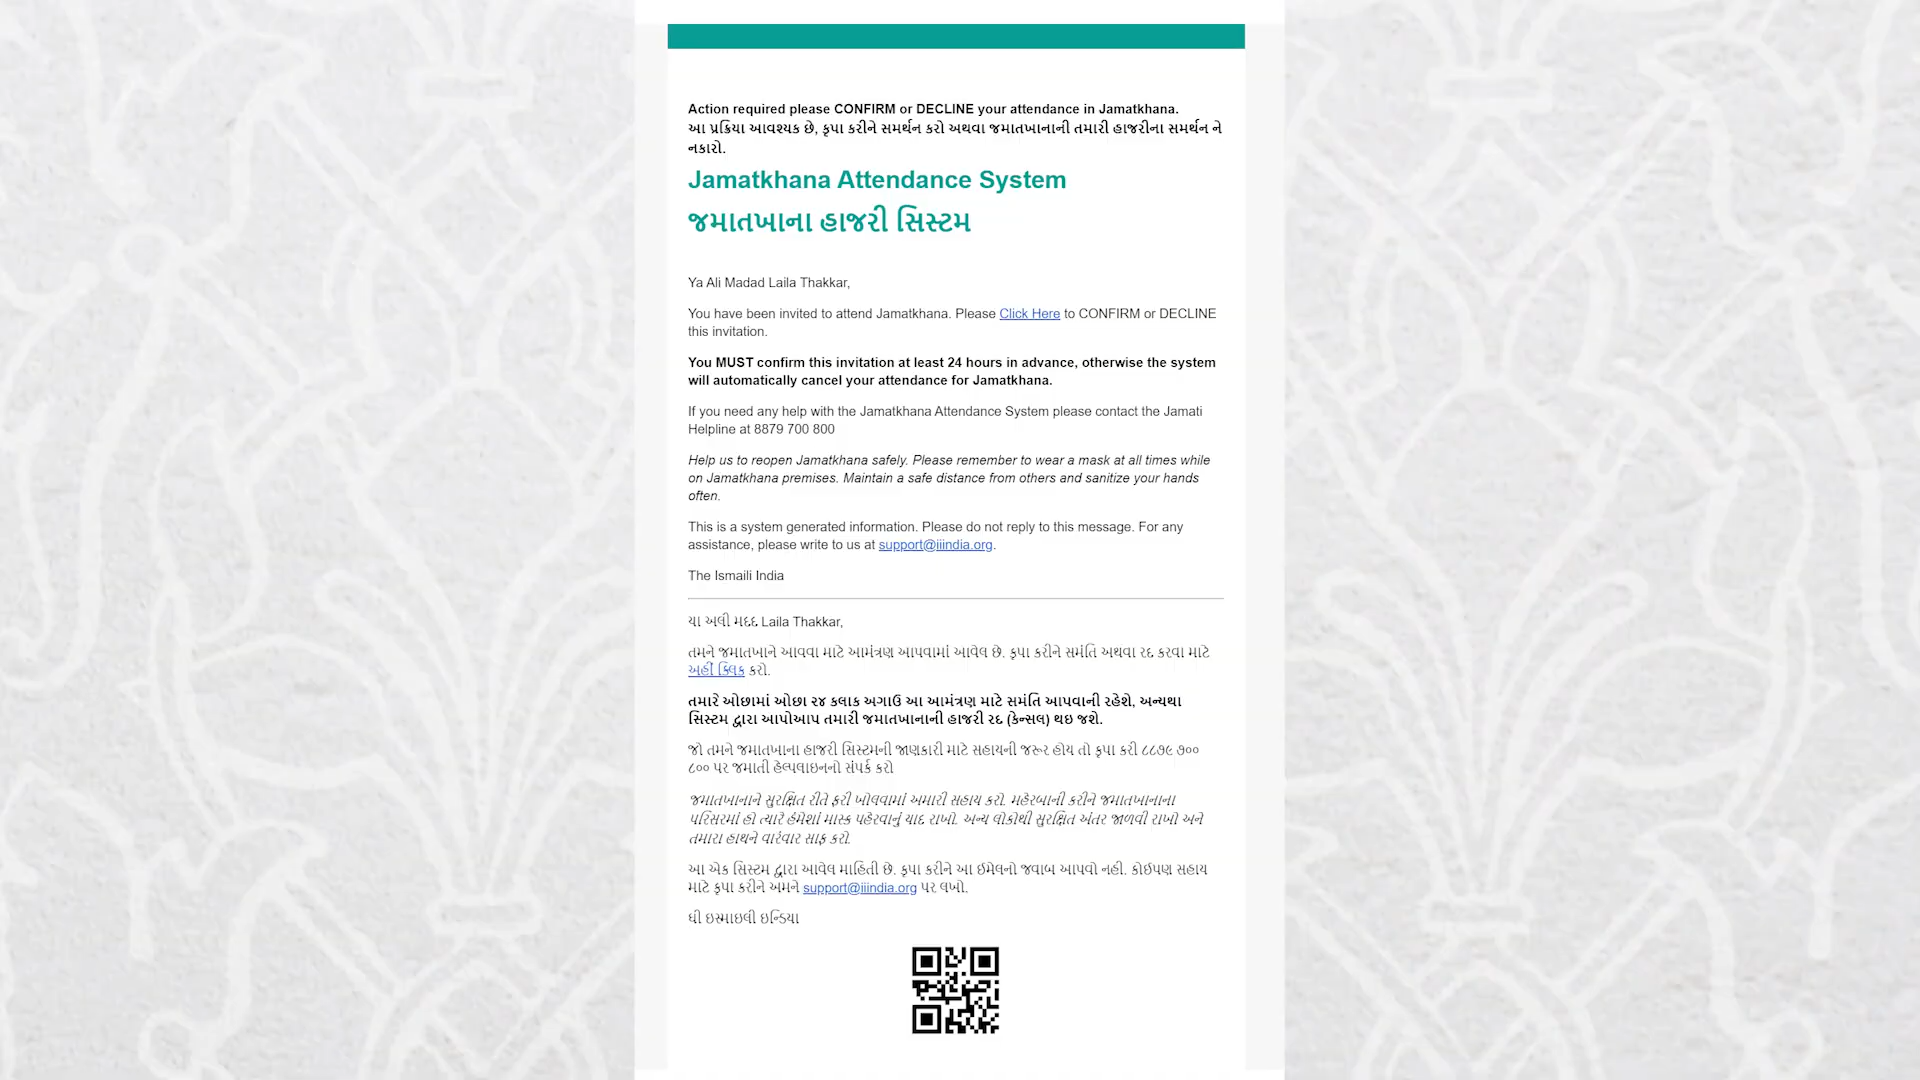 Action required please CONFIRM or DECLINE your attendance in Jamatkhana.
આ પ્રક્રિયા આવશ્યક છે, કૃપા કરીને સમર્થન કરો અથવા જમાતખાનાની તમારી હાજરીના સમર્થન ને
નકારો.
Jamatkhana Attendance System
જમાતખાના હાજરી સિસ્ટમ
Ya Ali Madad Laila Thakkar,
You have been invited to attend Jamatkhana. Please Click Here to CONFIRM or DECLINE
this invitation.
You MUST confirm this invitation at least 24 hours in advance, otherwise the system
will automatically cancel your attendance for Jamatkhana.
If you need any help with the Jamatkhana Attendance System please contact the Jamati
Helpline at 8879 700 800
Help us to reopen Jamatkhana safely. Please remember to wear a mask at all times while
on Jamatkhana premises. Maintain a safe distance from others and sanitize your hands
often.
This is a system generated information. Please do not reply to this message. For any
assistance, please write to us at support@iiindia.org.
The Ismaili India
યા અલી મદદ Laila Thakkar,
તમને જમાતખાને આવવા માટે આમંત્રણ આપવામાં આવેલ છે. કૃપા કરીને સમંતિ અથવા રદ કરવા માટે
અહીં ક્લિક કરો.
તમારે ઓછામાં ઓછા ૨૪ કલાક અગાઉ આ આમંત્રણ માટે સમંતિ આપવાની રહેશે, અન્યથા
સિસ્ટમ દ્વારા આપોઆપ તમારી જમાતખાનાની હાજરી રદ (કેન્સલ) થઇ જશે.
જો તમને જમાતખાના હાજરી સિસ્ટમની જાણકારી માટે સહાયની જરૂર હોય તો કૃપા કરી ૮૮૭૯ ૭૦૦
૮૦૦ પર જમાતી હેલ્પલાઇનનો સંપર્ક કરો
જમાતખાનાને સુરક્ષિત રીતે ફરી ખોલવામાં અમારી સહાય કરો. મહેરબાની કરીને જમાતખાનાના
પરિસરમાં હો ત્યારે હંમેશાં માસ્ક પહેરવાનું યાદ રાખો. અન્ય લોકોથી સુરક્ષિત અંતર જાળવી રાખો અને
તમારા હાથને વારંવાર સાફ કરો.
આ એક સિસ્ટમ દ્વારા આવેલ માહિતી છે. કૃપા કરીને આ ઈમેલનો જવાબ આપવો નહી. કોઈપણ સહાય
માટે કૃપા કરીને અમને support@iiindia.org પર લખો.
ધી ઇસ્માઇલી ઇન્ડિયા